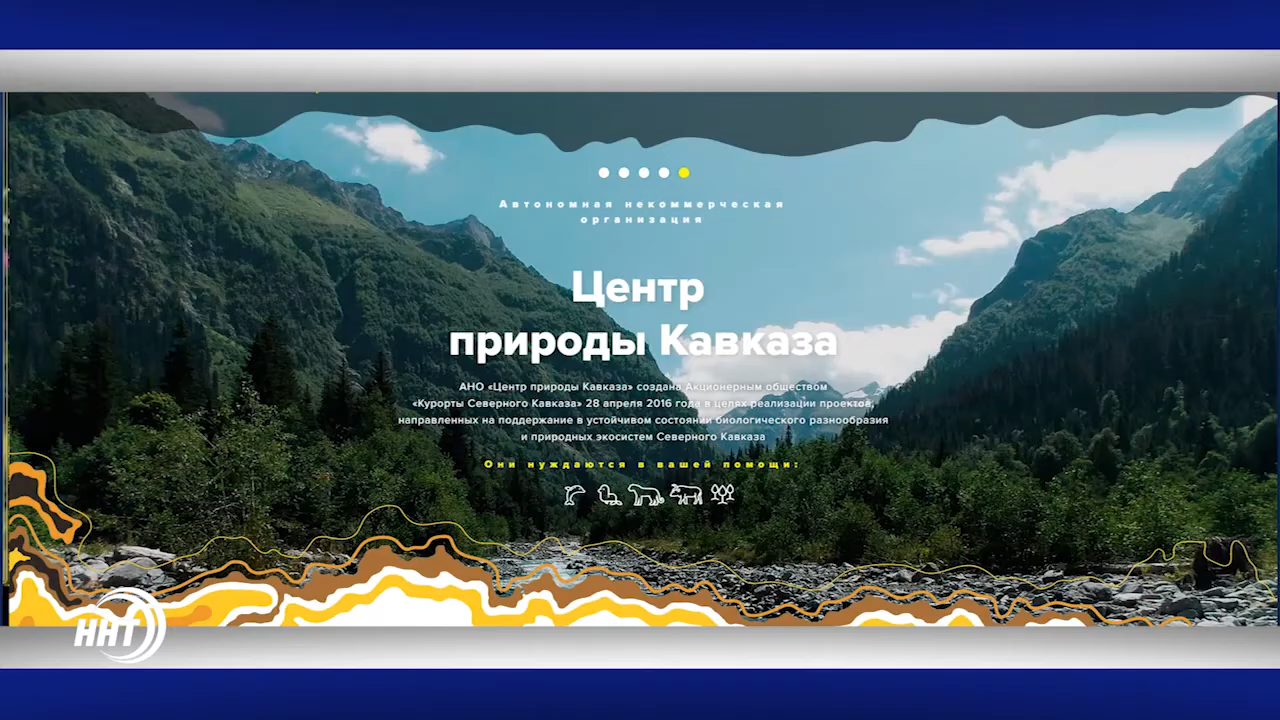 Автономная некоммерческая
организация
Центр
природы Кавказа
АНО «Центр природы Кавказа» создана Акционерным обществом
«Курорты Северного Кавказа» 28 апреля 2016 года в целях реализации проектов,
направленных на поддержание в устойчивом состоянии биологического разнообразия
и природных экосистем Северного Кавказа
Они нуждаются в вашей помощи:
ННТ